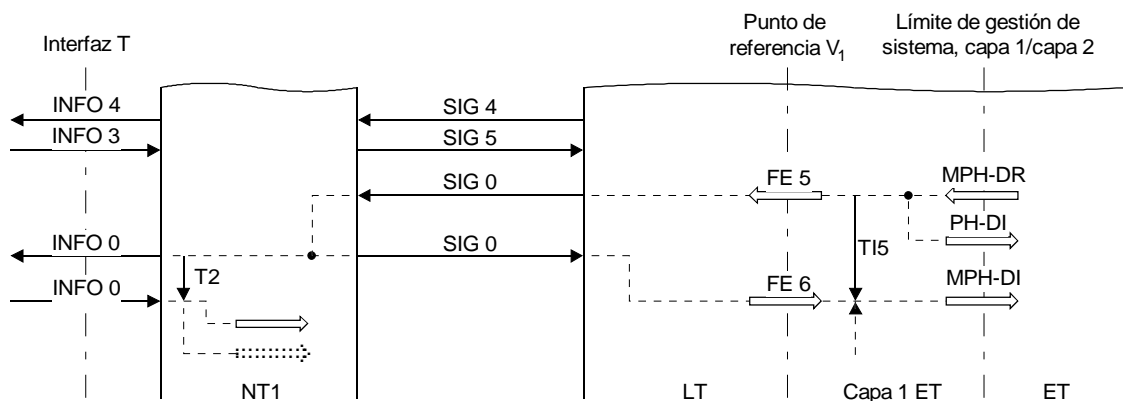 Interfaz T
Punto de
referencia V1
Límite de gestión de
sistema, capa 1/capa 2
INFO 4
SIG 4
INFO 3
SIG 5
SIG 0
FE 5
MPH-DR
PH-DI
INFO 0
SIG 0
T2
TI5
INFO 0
FE 6
MPH-DI
NT1
LT
Capa 1 ET
ET